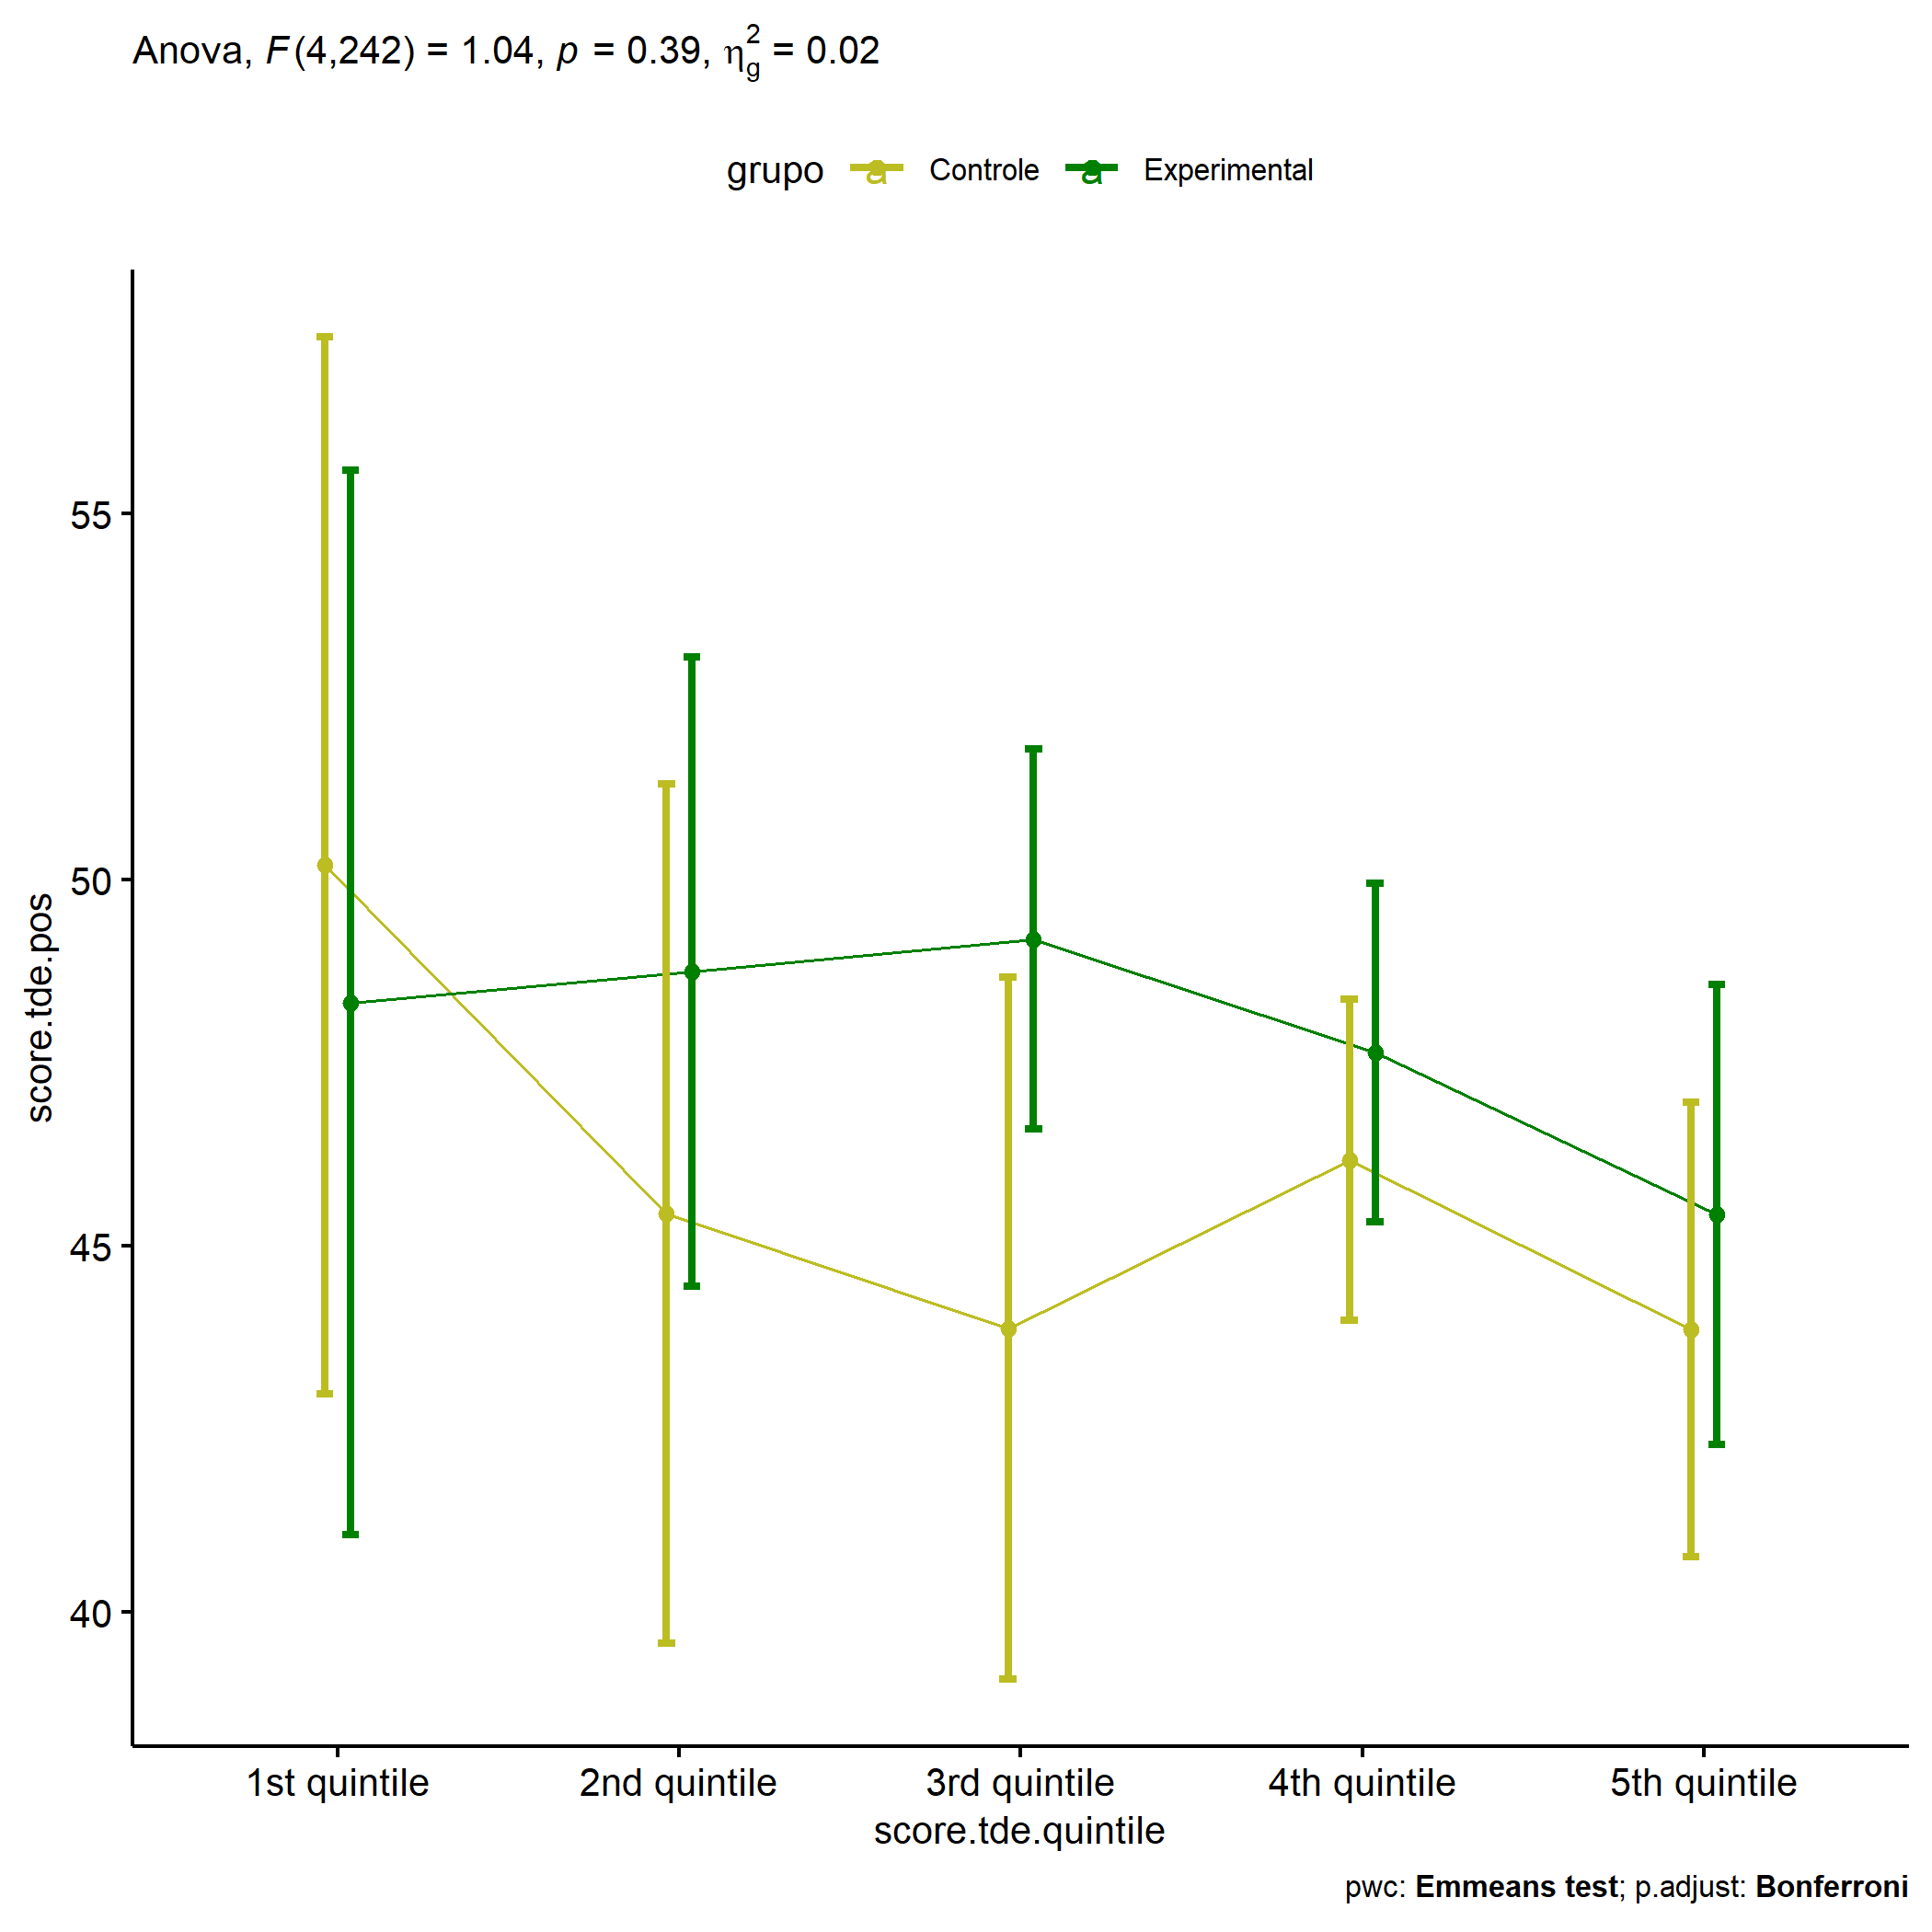 Anova, F(4,242) = 1.04, p = 0.39, η²g = 0.02
grupo a Controle a Experimental
score.tde.pos
55
50
45
40
1st quintile 2nd quintile 3rd quintile 4th quintile 5th quintile
score.tde.quintile
pwc: Emmeans test; p.adjust: Bonferroni